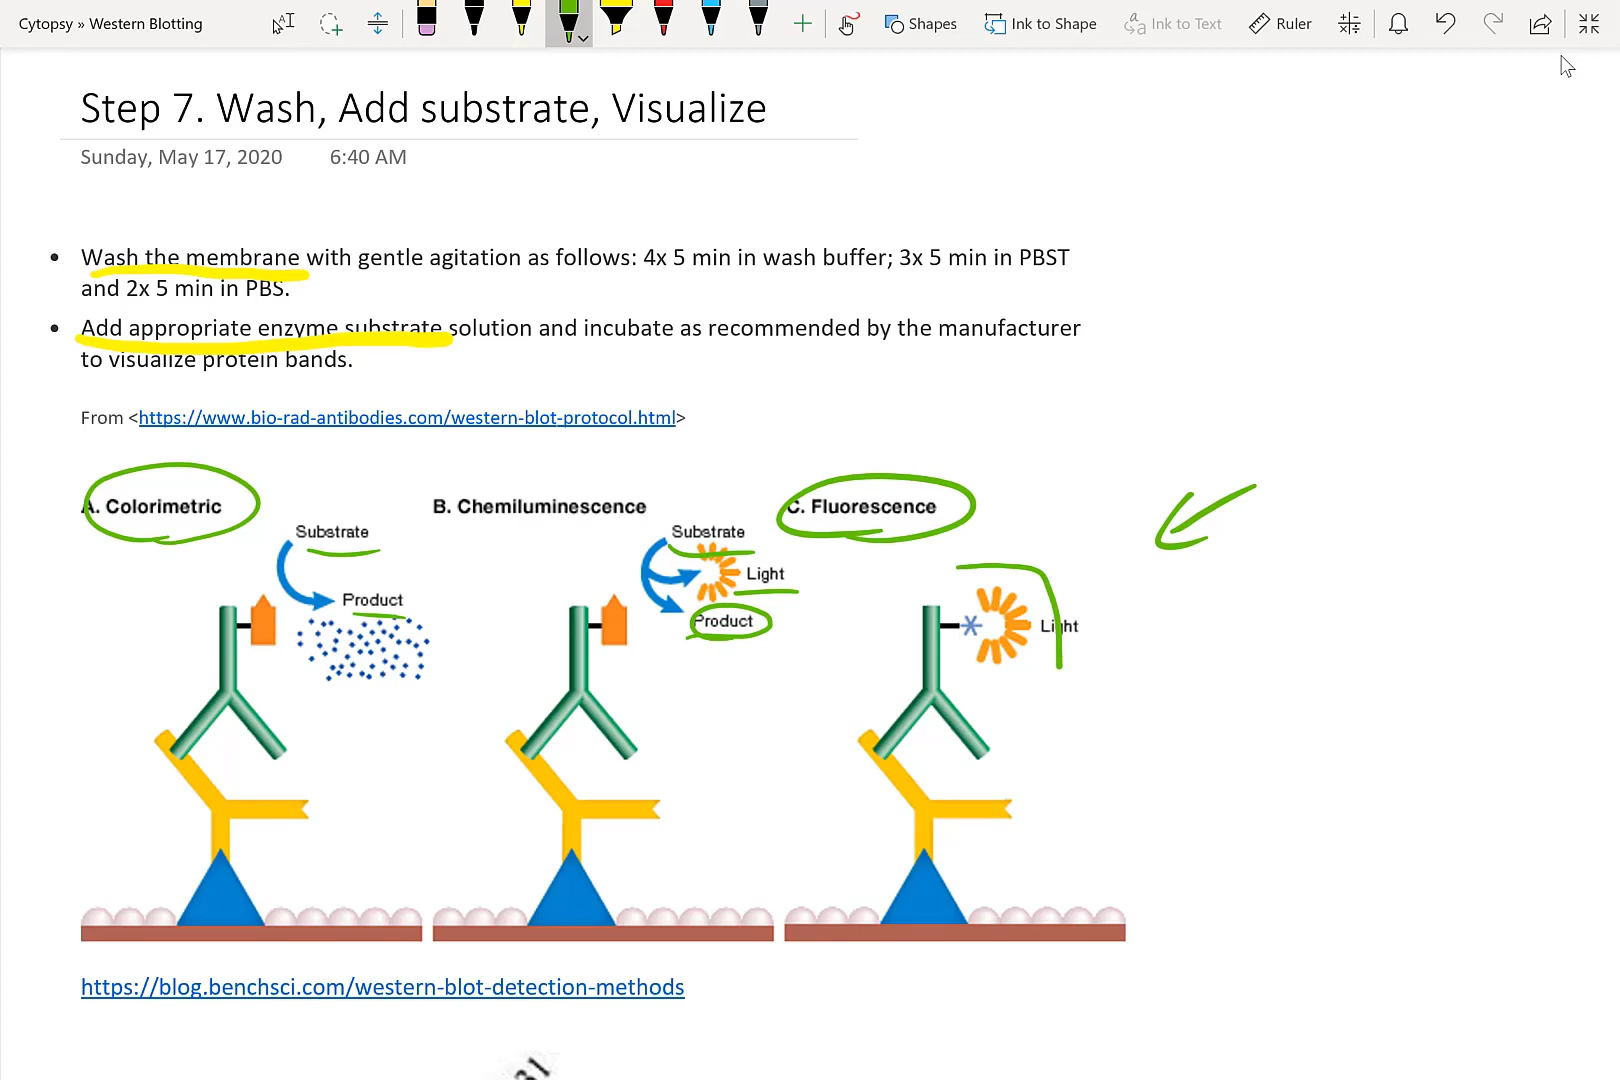 Cytopsy » Western Blotting
Shapes
Ink to Shape
Ink to Text
Ruler
Step 7. Wash, Add substrate, Visualize
Sunday, May 17, 2020 6:40 AM
• Wash the membrane with gentle agitation as follows: 4x 5 min in wash buffer; 3x 5 min in PBST
and 2x 5 min in PBS.
• Add appropriate enzyme substrate solution and incubate as recommended by the manufacturer
to visualize protein bands.
From <https://www.bio-rad-antibodies.com/western-blot-protocol.html>
A. Colorimetric
Substrate
Product
B. Chemiluminescence
Substrate
Light
Product
C. Fluorescence
Light
https://blog.benchsci.com/western-blot-detection-methods